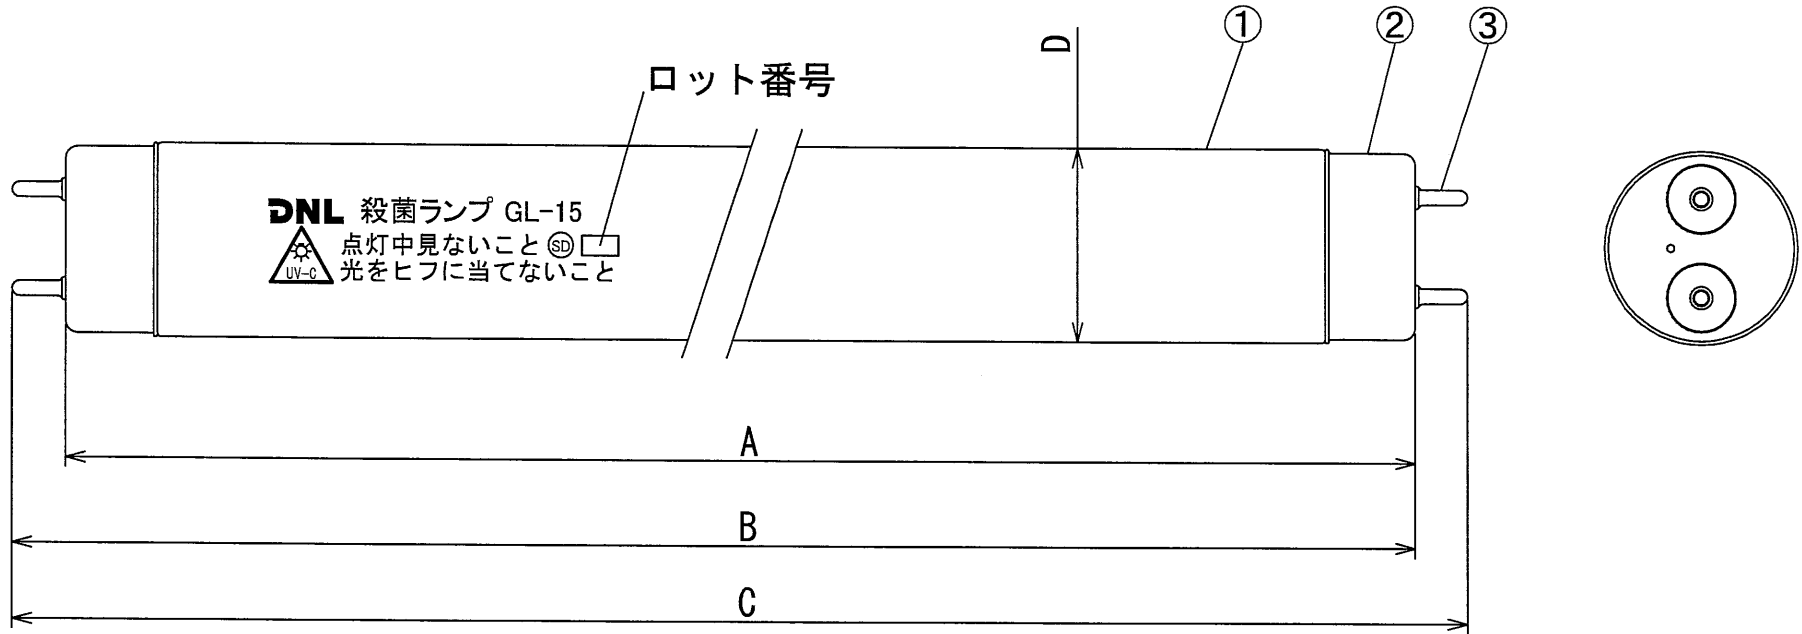 ① ② ③
D
ロット番号
DNL 殺菌ランプ GL-15
点灯中見ないこと SD
UV-C 光をヒフに当てないこと
A
B
C